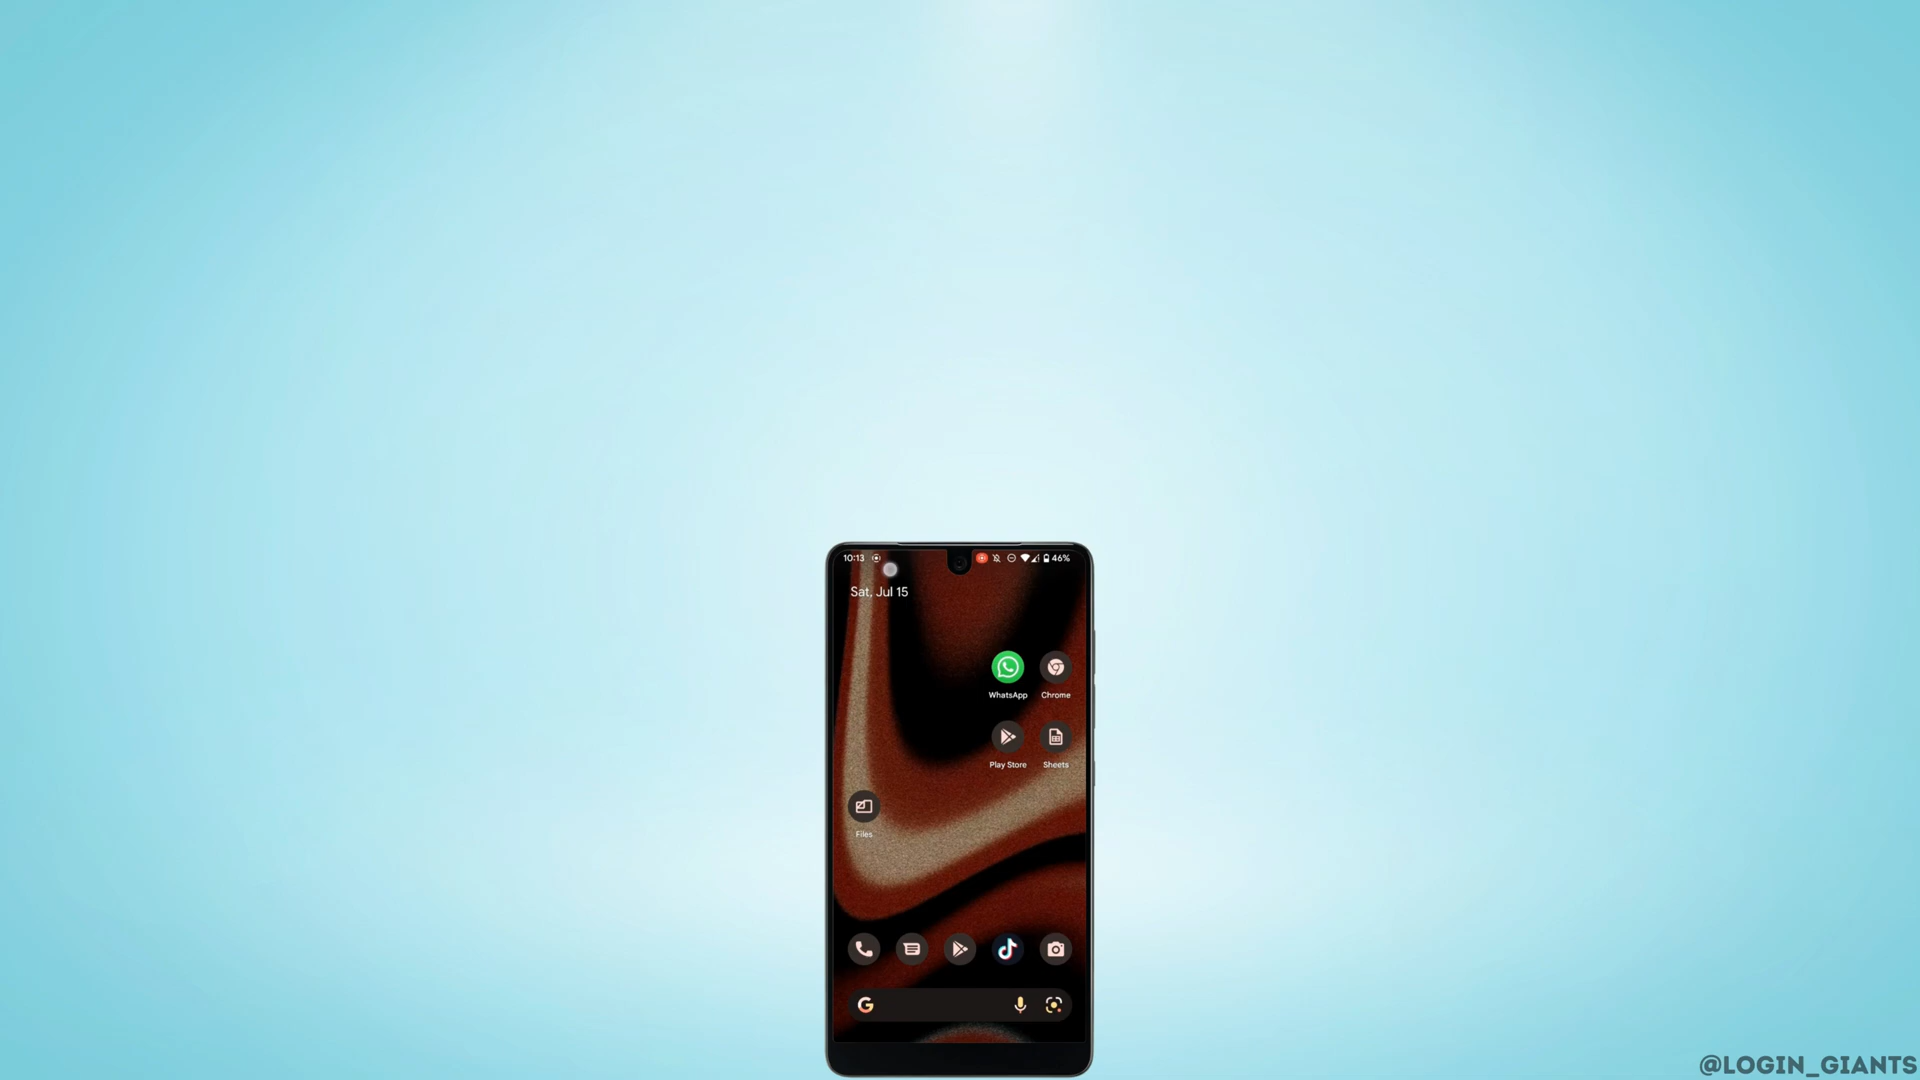 10:13 46%
Sat, Jul 15
WhatsApp Chrome
Play Store Sheets
Files
G
@LOGIN_GIANTS